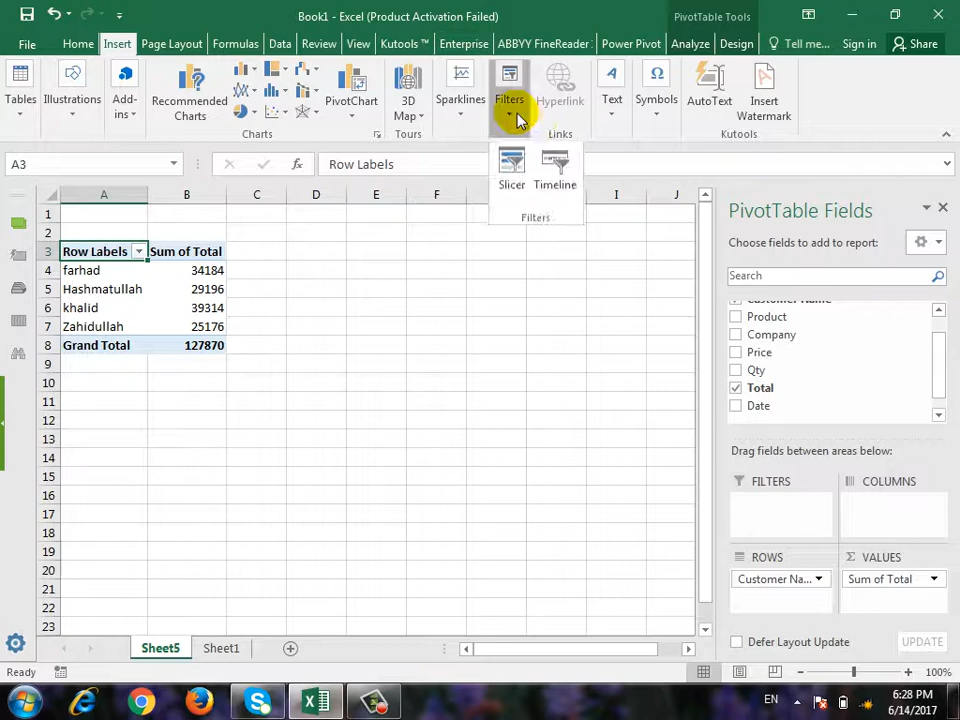 Book1 - Excel (Product Activation Failed)
PivotTable Tools
File Home Insert Page Layout Formulas Data Review View Kutools ™ Enterprise ABBYY FineReader Power Pivot Analyze Design Tell me... Sign in Share
Tables
Illustrations
Add-ins
Recommended Charts
PivotChart
3D Map
Sparklines
Filters
Hyperlink
Text
Symbols
AutoText
Insert Watermark
Charts
Tours
Links
Kutools
A3
fx
Row Labels
Slicer
Timeline
Filters
A B C D E F I J
1
2
3 Row Labels Sum of Total
4 farhad 34184
5 Hashmatullah 29196
6 khalid 39314
7 Zahidullah 25176
8 Grand Total 127870
9
10
11
12
13
14
15
16
17
18
19
20
21
22
23
PivotTable Fields
Choose fields to add to report:
Search
Customer Name
Product
Company
Price
Qty
Total
Date
Drag fields between areas below:
FILTERS
COLUMNS
ROWS
Σ VALUES
Customer Na...
Sum of Total
Defer Layout Update
UPDATE
Sheet5
Sheet1
Ready
100%
EN
6:28 PM
6/14/2017